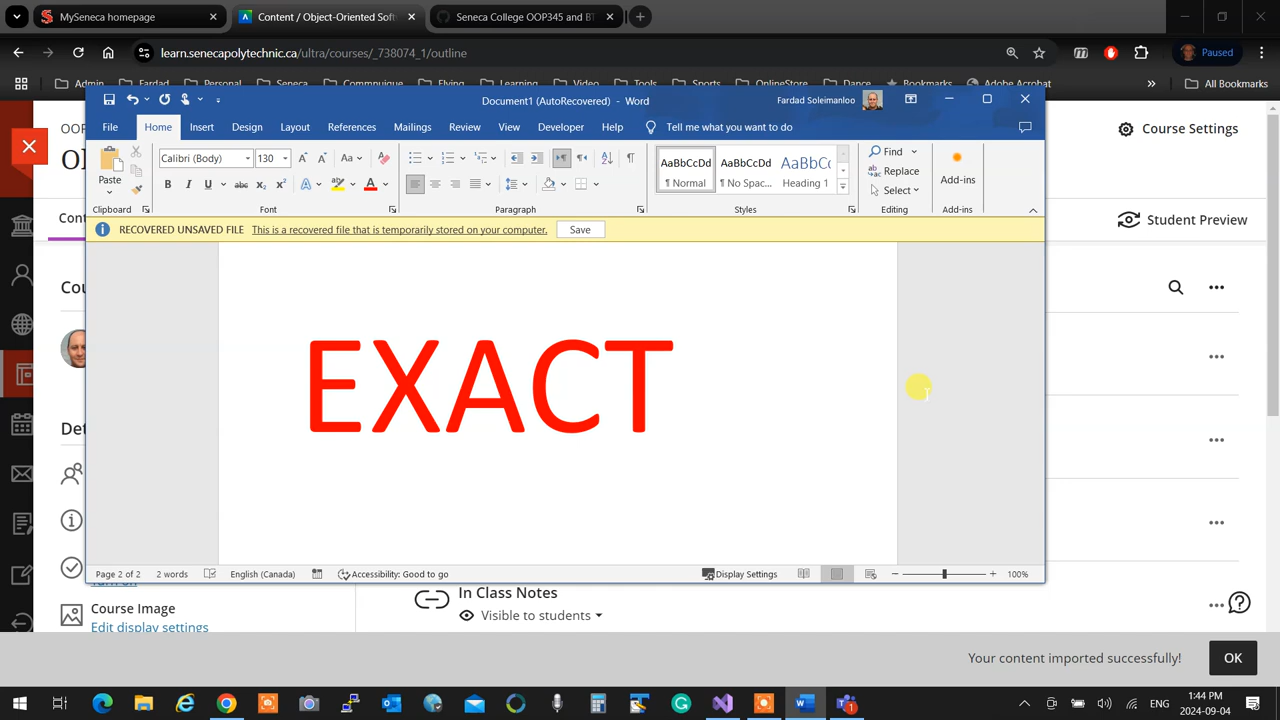 MySeneca homepage
Content / Object-Oriented Soft
Seneca College OOP345 and BT
learn.senecapolytechnic.ca/ultra/courses/_738074_1/outline
Paused
Admin
Fardad
Personal
Seneca
Commuique
Flying
Learning
Video
Tools
Sports
OnlineStore
Dance
Bookmarks
Adobe Acrobat
All Bookmarks
Document1 (AutoRecovered) - Word
Fardad Soleimanloo
File Home Insert Design Layout References Mailings Review View Developer Help Tell me what you want to do
Calibri (Body) 130
Paste
AaBbCcDd AaBbCcDd AaBbCc
¶ Normal ¶ No Spac... Heading 1
Find
Replace
Select
Add-ins
Clipboard Font Paragraph Styles Editing Add-ins
RECOVERED UNSAVED FILE This is a recovered file that is temporarily stored on your computer. Save
EXACT
Page 2 of 2 2 words English (Canada) Accessibility: Good to go Display Settings 100%
Course Settings
Student Preview
Course Image
Edit display settings
In Class Notes
Visible to students
Your content imported successfully! OK
ENG
1:44 PM
2024-09-04